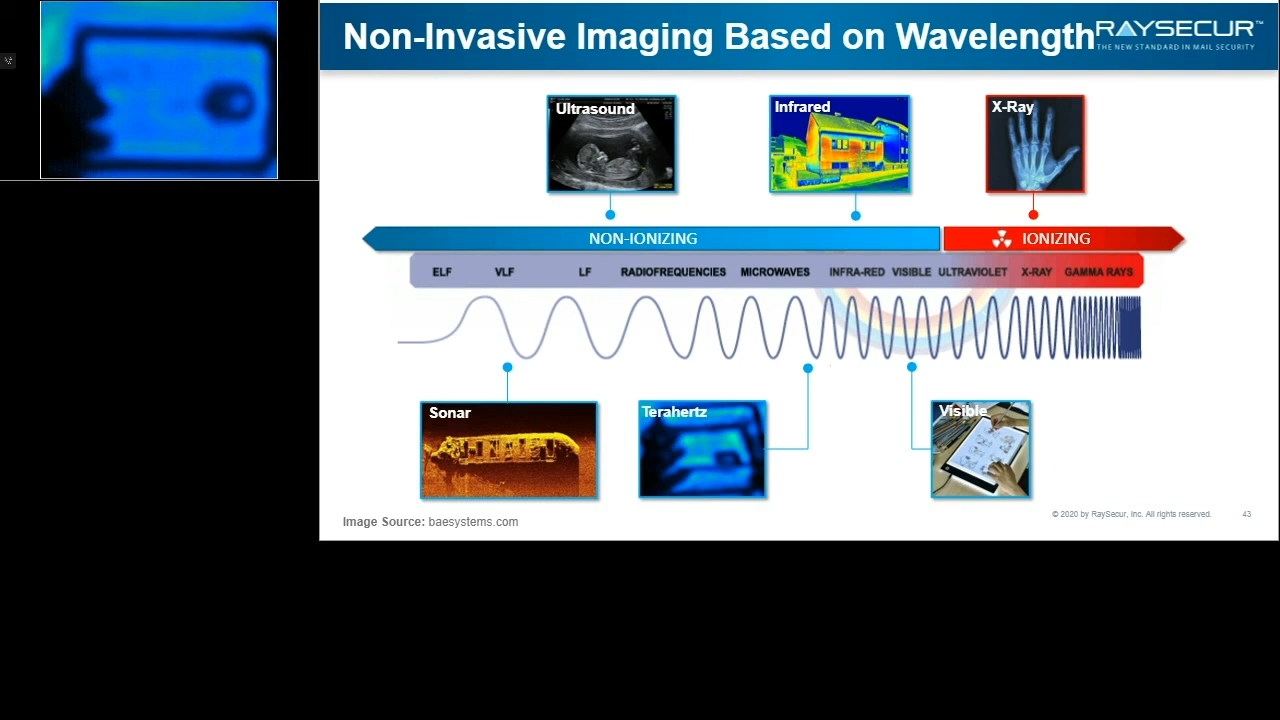 Non-Invasive Imaging Based on Wavelength
RAYSECUR™
THE NEW STANDARD IN MAIL SECURITY
Ultrasound
Infrared
X-Ray
NON-IONIZING
IONIZING
ELF VLF LF RADIOFREQUENCIES MICROWAVES INFRA-RED VISIBLE ULTRAVIOLET X-RAY GAMMA RAYS
Sonar
Terahertz
Visible
Image Source: baesystems.com
© 2020 by RaySecur, Inc. All rights reserved.
43